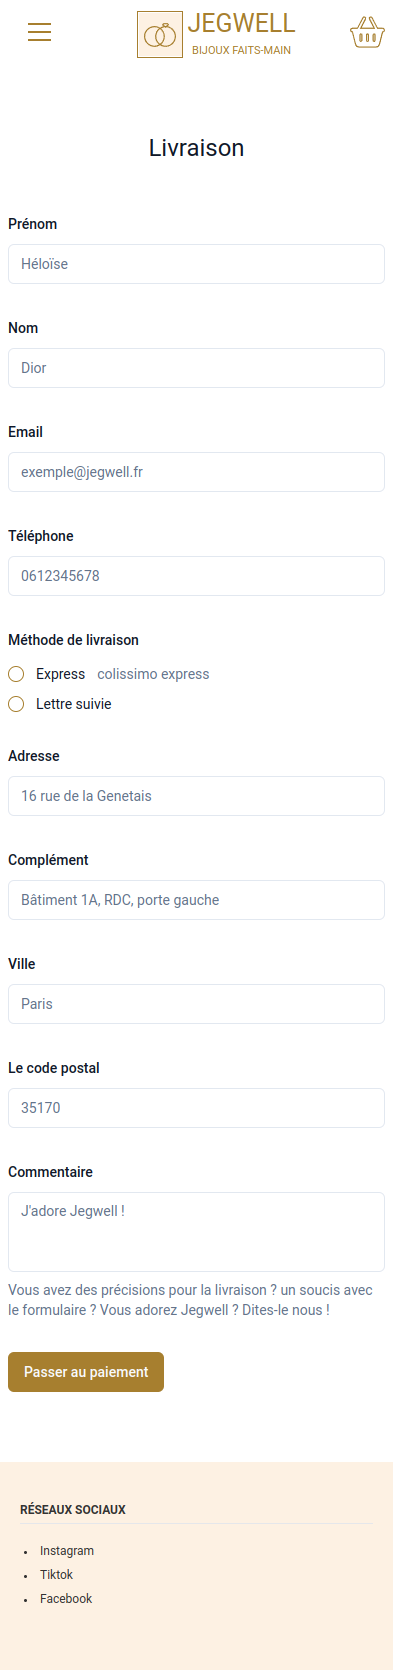 JEGWELL
BIJOUX FAITS-MAIN
Livraison
Prénom
Héloïse
Nom
Dior
Email
exemple@jegwell.fr
Téléphone
0612345678
Méthode de livraison
Express colissimo express
Lettre suivie
Adresse
16 rue de la Genetais
Complément
Bâtiment 1A, RDC, porte gauche
Ville
Paris
Le code postal
35170
Commentaire
J'adore Jegwell !
Vous avez des précisions pour la livraison ? un soucis avec
le formulaire ? Vous adorez Jegwell ? Dites-le nous !
Passer au paiement
RÉSEAUX SOCIAUX
• Instagram
• Tiktok
• Facebook